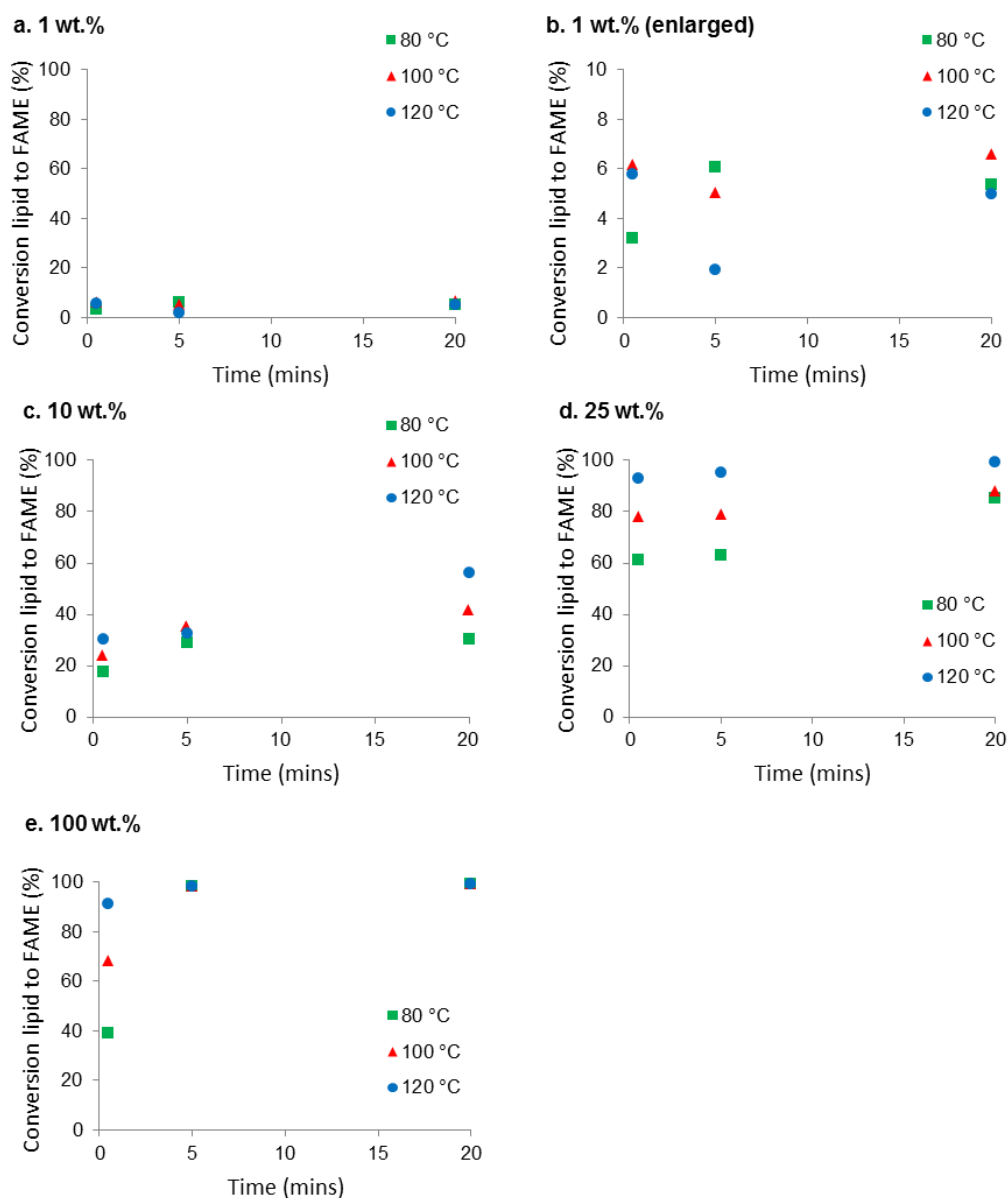 a. 1 wt.%
80 °C
100 °C
120 °C
Conversion lipid to FAME (%)
100
80
60
40
20
0
0 5 10 15 20
Time (mins)
b. 1 wt.% (enlarged)
80 °C
100 °C
120 °C
Conversion lipid to FAME (%)
10
8
6
4
2
0
0 5 10 15 20
Time (mins)
c. 10 wt.%
80 °C
100 °C
120 °C
Conversion lipid to FAME (%)
100
80
60
40
20
0
0 5 10 15 20
Time (mins)
d. 25 wt.%
Conversion lipid to FAME (%)
100
80
60
40
20
0
80 °C
100 °C
120 °C
0 5 10 15 20
Time (mins)
e. 100 wt.%
Conversion lipid to FAME (%)
100
80
60
40
20
0
80 °C
100 °C
120 °C
0 5 10 15 20
Time (mins)